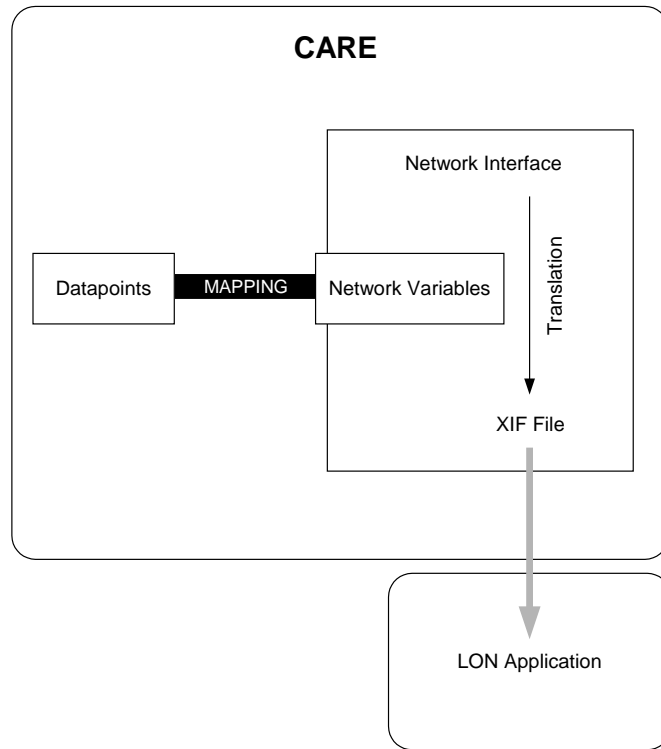 CARE
Network Interface
Datapoints
MAPPING
Network Variables
Translation
XIF File
LON Application